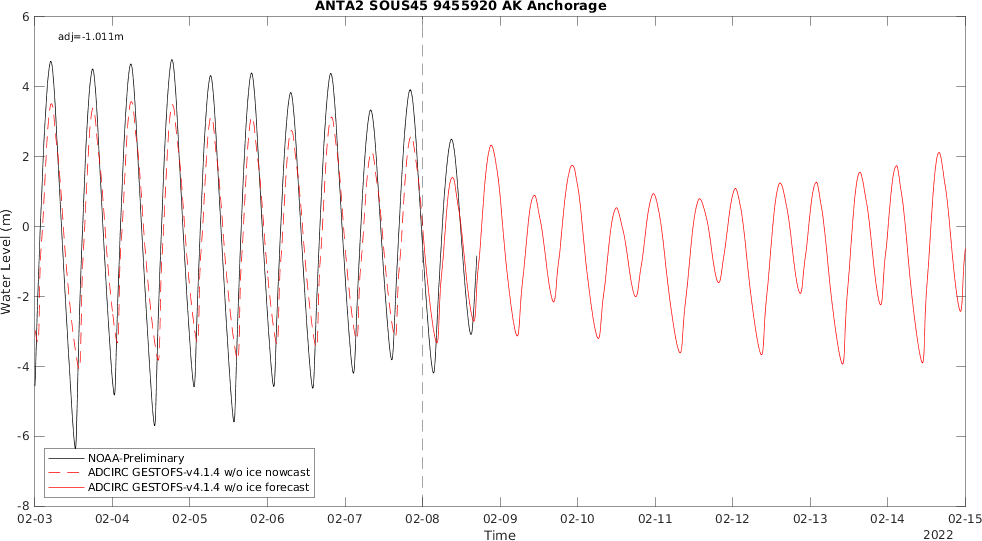 ANTA2 SOUS45 9455920 AK Anchorage
adj=-1.011m
6
4
2
0
-2
-4
-6
-8
Water Level (m)
NOAA-Preliminary
ADCIRC GESTOFS-v4.1.4 w/o ice nowcast
ADCIRC GESTOFS-v4.1.4 w/o ice forecast
02-03 02-04 02-05 02-06 02-07 02-08 02-09 02-10 02-11 02-12 02-13 02-14 02-15
Time
2022